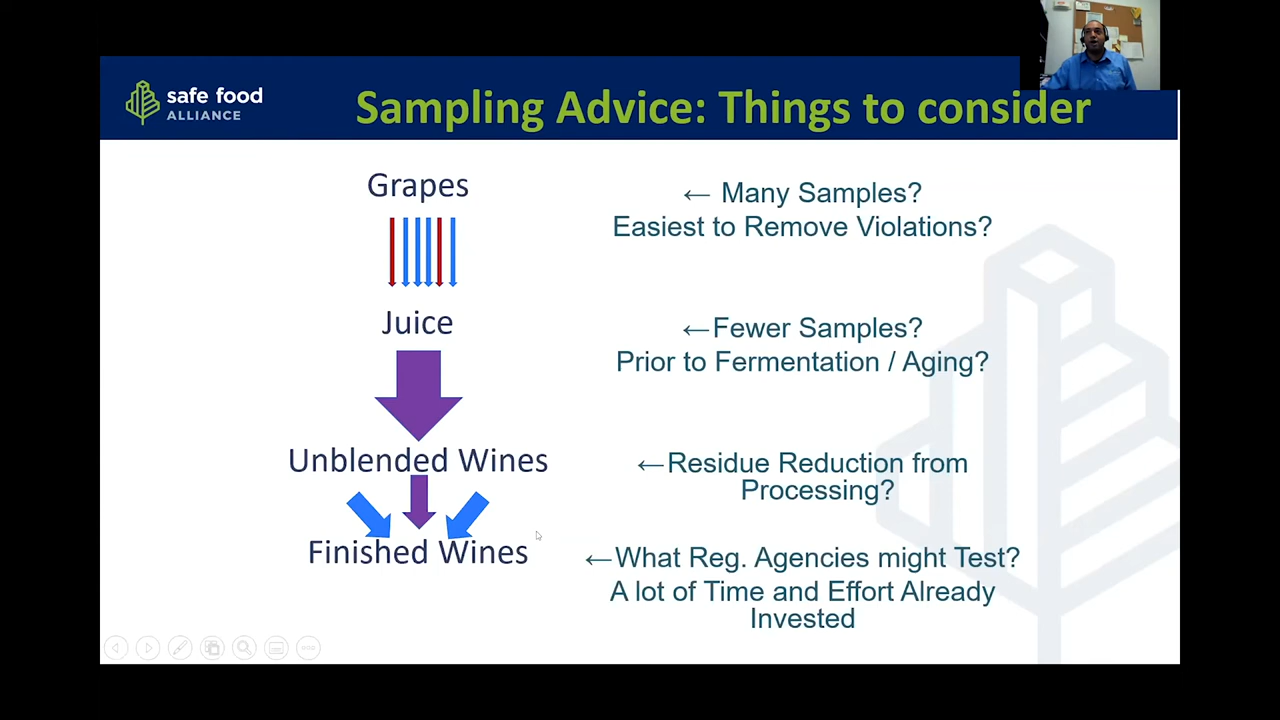 safe food
ALLIANCE
Sampling Advice: Things to consider
Grapes
← Many Samples?
Easiest to Remove Violations?
Juice
←Fewer Samples?
Prior to Fermentation / Aging?
Unblended Wines
←Residue Reduction from
Processing?
Finished Wines
←What Reg. Agencies might Test?
A lot of Time and Effort Already
Invested